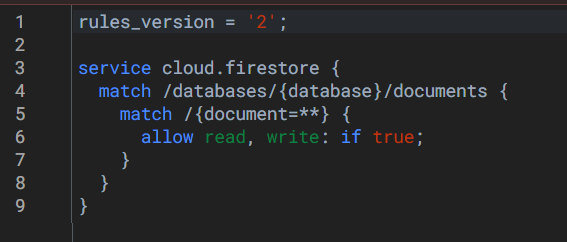 1 rules_version = '2';
2
3 service cloud.firestore {
4   match /databases/{database}/documents {
5     match /{document=**} {
6       allow read, write: if true;
7     }
8   }
9 }